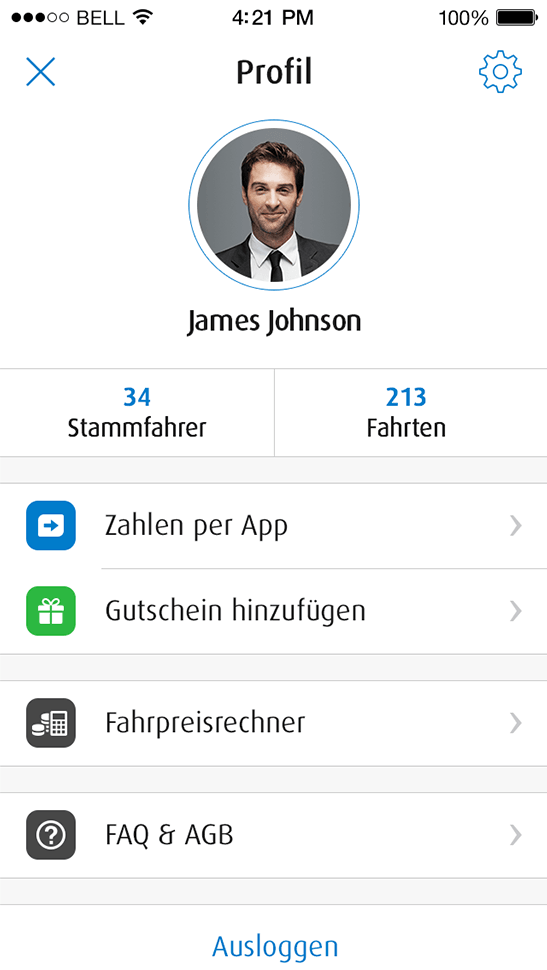 BELL 4:21 PM 100%
Profil
James Johnson
34 213
Stammfahrer Fahrten
Zahlen per App
Gutschein hinzufügen
Fahrpreisrechner
FAQ & AGB
Ausloggen